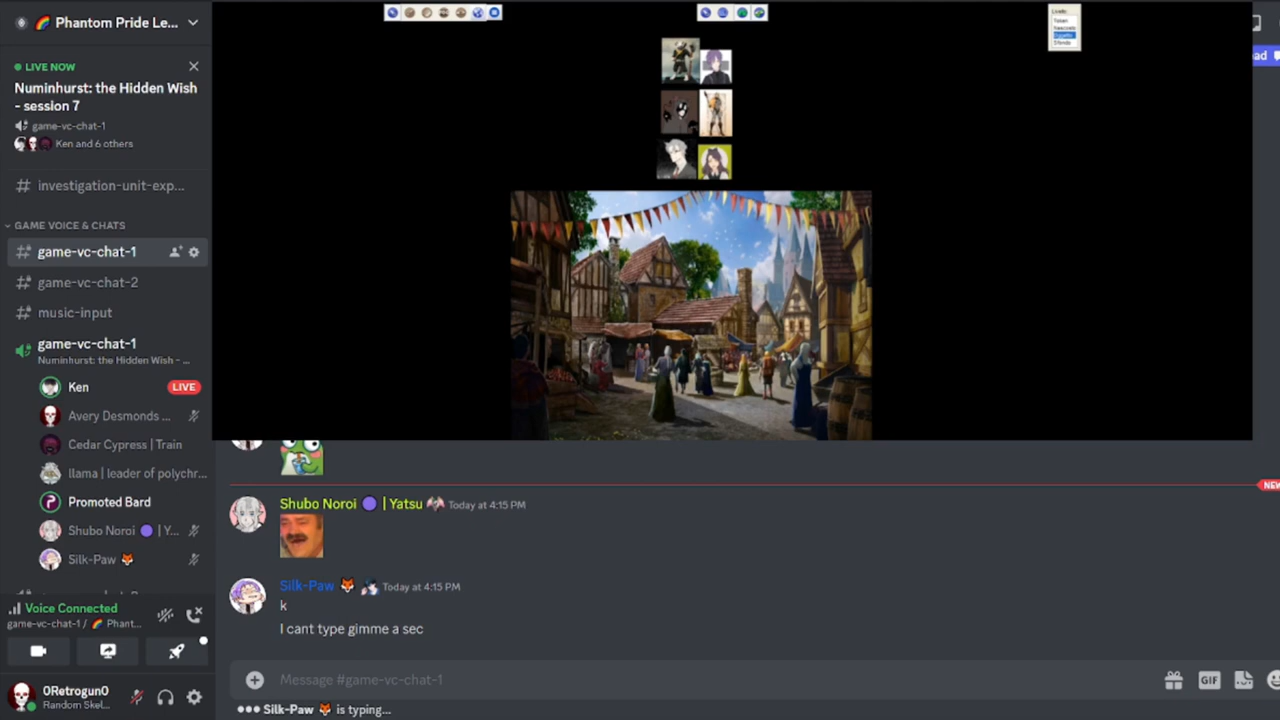 🌈 Phantom Pride Le...
LIVE NOW
Numinhurst: the Hidden Wish
- session 7
game-vc-chat-1
Ken and 6 others
investigation-unit-exp...
GAME VOICE & CHATS
game-vc-chat-1
game-vc-chat-2
music-input
game-vc-chat-1
Numinhurst: the Hidden Wish - ...
Ken LIVE
Avery Desmonds ...
Cedar Cypress | Train
llama | leader of polychr...
Promoted Bard
Shubo Noroi 🟣 | Y...
Silk-Paw 🦊
Voice Connected
game-vc-chat-1 / 🌈 Phant...
0Retrogun0
Random Skel...
ad
NEW
Shubo Noroi 🟣 | Yatsu Today at 4:15 PM
Silk-Paw 🦊 Today at 4:15 PM
k
I cant type gimme a sec
Message #game-vc-chat-1
GIF
Silk-Paw 🦊 is typing...